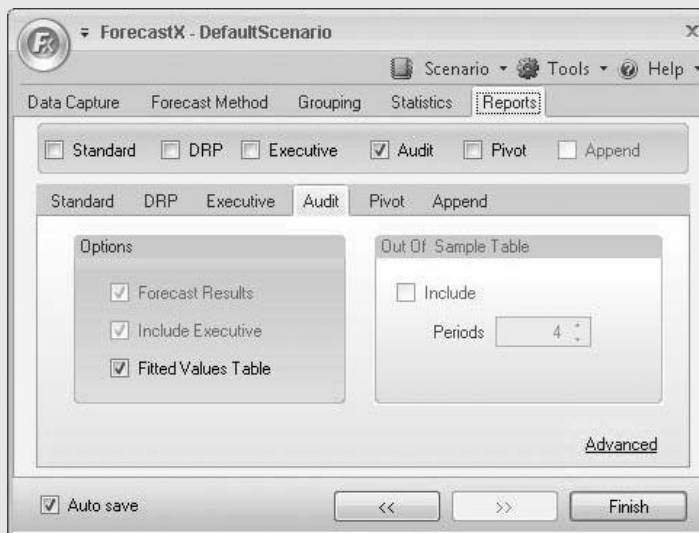 Fx ForecastX - DefaultScenario X
Scenario Tools Help
Data Capture Forecast Method Grouping Statistics Reports
Standard DRP Executive Audit Pivot Append
Standard DRP Executive Audit Pivot Append
Options Out Of Sample Table
Forecast Results Include
Include Executive Periods 4
Fitted Values Table
Advanced
Auto save << >> Finish